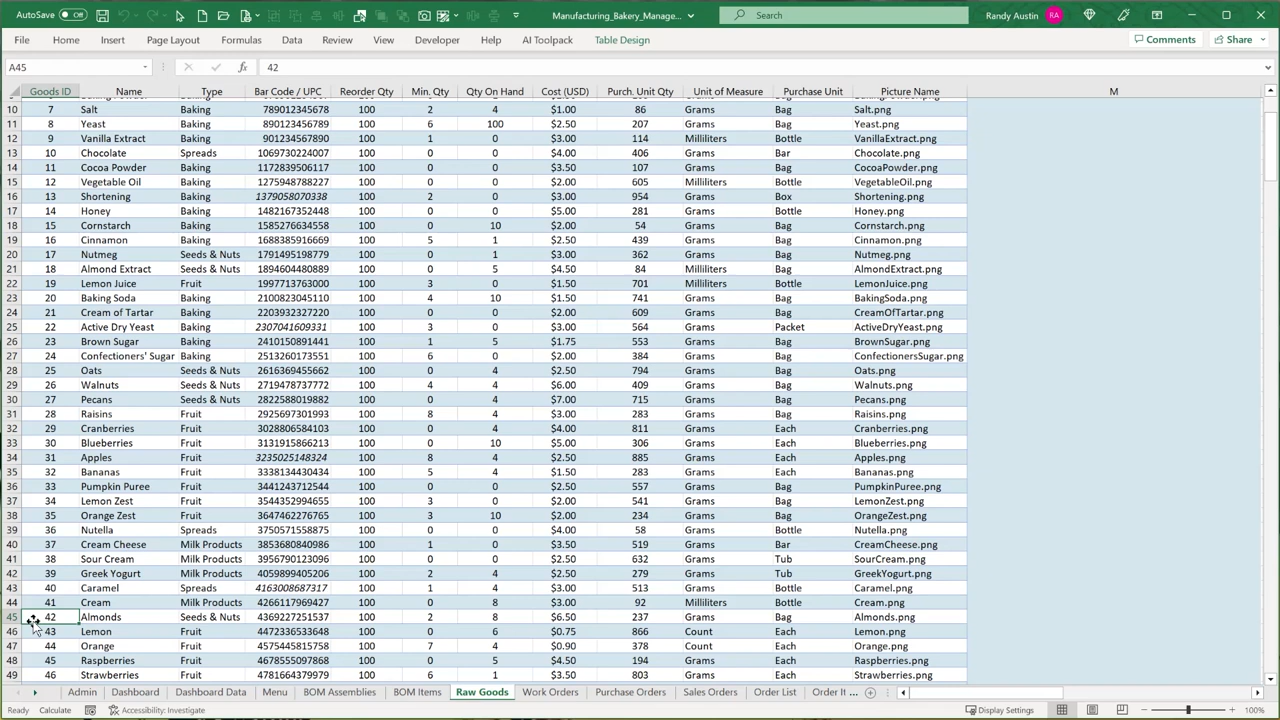 AutoSave Off Manufacturing_Bakery_Manage... Search Randy Austin RA
File Home Insert Page Layout Formulas Data Review View Developer Help AI Toolpack Table Design Comments Share
A45 fx 42
Goods ID Name Type Bar Code / UPC Reorder Qty Min. Qty Qty On Hand Cost (USD) Purch. Unit Qty Unit of Measure Purchase Unit Picture Name M
10 7 Salt Baking 789012345678 100 2 4 $1.00 86 Grams Bag Salt.png
11 8 Yeast Baking 890123456789 100 6 100 $2.50 207 Grams Bag Yeast.png
12 9 Vanilla Extract Baking 901234567890 100 1 0 $3.00 114 Milliliters Bottle VanillaExtract.png
13 10 Chocolate Spreads 1069730224007 100 0 0 $4.00 406 Grams Bar Chocolate.png
14 11 Cocoa Powder Baking 1172839506117 100 0 0 $3.50 107 Grams Bag CocoaPowder.png
15 12 Vegetable Oil Baking 1275948788227 100 0 0 $2.00 605 Milliliters Bottle VegetableOil.png
16 13 Shortening Baking 1379058070338 100 2 0 $3.00 954 Grams Box Shortening.png
17 14 Honey Baking 1482167352448 100 0 0 $5.00 281 Grams Bottle Honey.png
18 15 Cornstarch Baking 1585276634558 100 0 10 $2.00 54 Grams Bag Cornstarch.png
19 16 Cinnamon Baking 1688385916669 100 5 1 $2.50 439 Grams Bag Cinnamon.png
20 17 Nutmeg Seeds & Nuts 1791495198779 100 0 1 $3.00 362 Grams Bag Nutmeg.png
21 18 Almond Extract Seeds & Nuts 1894604480889 100 0 5 $4.50 84 Milliliters Bag AlmondExtract.png
22 19 Lemon Juice Fruit 1997713763000 100 3 0 $1.50 701 Milliliters Bottle LemonJuice.png
23 20 Baking Soda Baking 2100823045110 100 4 10 $1.50 741 Grams Bag BakingSoda.png
24 21 Cream of Tartar Baking 2203932327220 100 0 0 $2.00 609 Grams Bag CreamOfTartar.png
25 22 Active Dry Yeast Baking 2307041609331 100 3 0 $3.00 564 Grams Packet ActiveDryYeast.png
26 23 Brown Sugar Baking 2410150891441 100 1 5 $1.75 553 Grams Bag BrownSugar.png
27 24 Confectioners' Sugar Baking 2513260173551 100 6 0 $2.00 384 Grams Bag ConfectionersSugar.png
28 25 Oats Seeds & Nuts 2616369455662 100 0 4 $2.50 794 Grams Bag Oats.png
29 26 Walnuts Seeds & Nuts 2719478737772 100 4 4 $6.00 409 Grams Bag Walnuts.png
30 27 Pecans Seeds & Nuts 2822588019882 100 0 4 $7.00 715 Grams Bag Pecans.png
31 28 Raisins Fruit 2925697301993 100 8 4 $3.00 283 Grams Bag Raisins.png
32 29 Cranberries Fruit 3028806584103 100 0 4 $4.00 811 Grams Each Cranberries.png
33 30 Blueberries Fruit 3131915866213 100 0 10 $5.00 306 Grams Each Blueberries.png
34 31 Apples Fruit 3235025148324 100 8 4 $2.50 885 Grams Each Apples.png
35 32 Bananas Fruit 3338134430434 100 5 4 $1.50 283 Grams Each Bananas.png
36 33 Pumpkin Puree Fruit 3441243712544 100 0 0 $2.50 557 Grams Bag PumpkinPuree.png
37 34 Lemon Zest Fruit 3544352994655 100 3 0 $2.00 541 Grams Bag LemonZest.png
38 35 Orange Zest Fruit 3647462276765 100 3 10 $2.00 234 Grams Bag OrangeZest.png
39 36 Nutella Spreads 3750571558875 100 0 0 $4.00 58 Grams Bottle Nutella.png
40 37 Cream Cheese Milk Products 3853680840986 100 1 0 $3.50 519 Grams Bar CreamCheese.png
41 38 Sour Cream Milk Products 3956790123096 100 0 0 $2.50 632 Grams Tub SourCream.png
42 39 Greek Yogurt Milk Products 4059899405206 100 2 4 $2.50 279 Grams Tub GreekYogurt.png
43 40 Caramel Spreads 4163008687317 100 1 4 $3.00 513 Grams Bag Caramel.png
44 41 Cream Milk Products 4266117969427 100 0 8 $3.00 92 Milliliters Bottle Cream.png
45 42 Almonds Seeds & Nuts 4369227251537 100 2 8 $6.50 237 Grams Bag Almonds.png
46 43 Lemon Fruit 4472336533648 100 0 6 $0.75 866 Count Each Lemon.png
47 44 Orange Fruit 4575445815758 100 7 4 $0.90 378 Count Each Orange.png
48 45 Raspberries Fruit 4678555097868 100 0 5 $4.50 194 Grams Each Raspberries.png
49 46 Strawberries Fruit 4781664379978 100 1 4 $3.50 803 Grams Each Strawberries.png
Admin Dashboard Dashboard Data Menu BOM Assemblies BOM Items Raw Goods Work Orders Purchase Orders Sales Orders Order List Order It ...
Ready Calculate Accessibility: Investigate Display Settings 100%